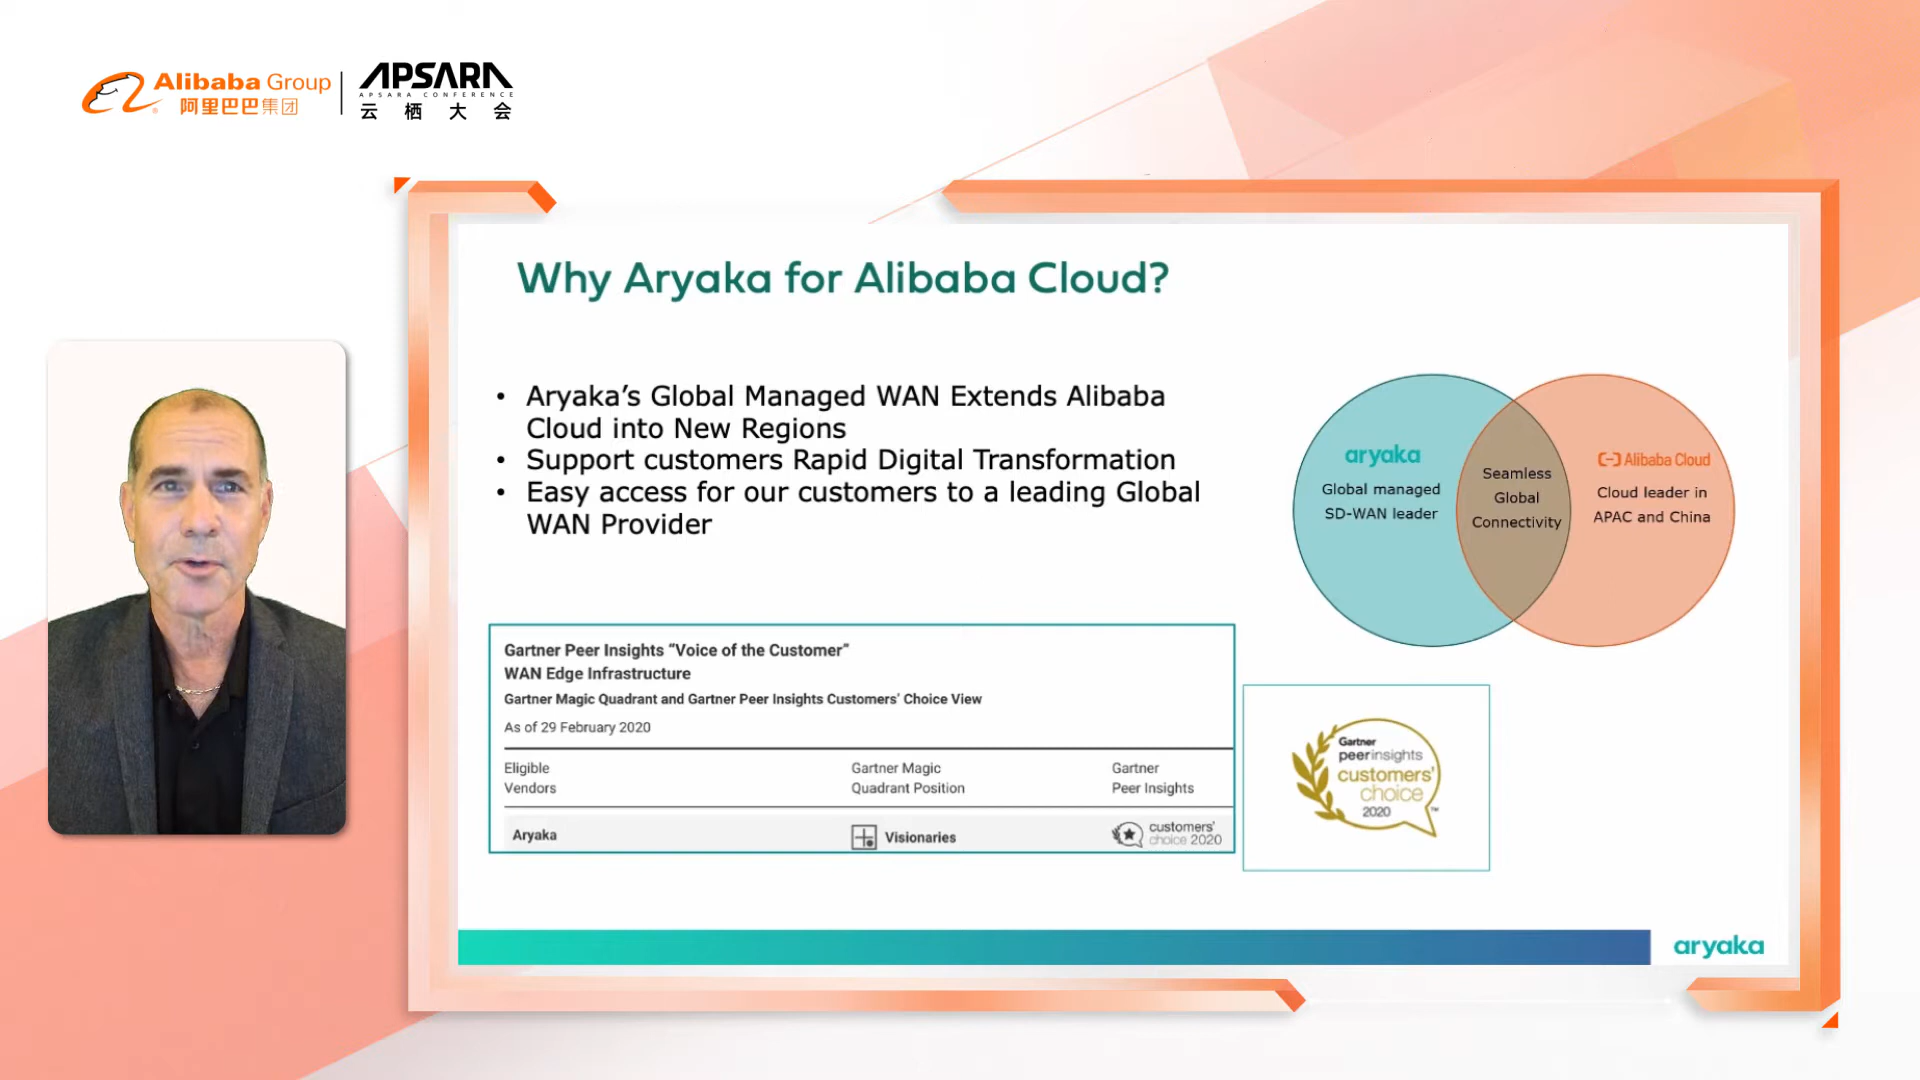 Alibaba Group
阿里巴巴集团
APSARA
APSARA CONFERENCE
云栖大会
Why Aryaka for Alibaba Cloud?
• Aryaka’s Global Managed WAN Extends Alibaba
Cloud into New Regions
• Support customers Rapid Digital Transformation
• Easy access for our customers to a leading Global
WAN Provider
aryaka
Global managed
SD-WAN leader
Seamless
Global
Connectivity
Alibaba Cloud
Cloud leader in
APAC and China
Gartner Peer Insights “Voice of the Customer”
WAN Edge Infrastructure
Gartner Magic Quadrant and Gartner Peer Insights Customers’ Choice View
As of 29 February 2020
Eligible
Vendors
Gartner Magic
Quadrant Position
Gartner
Peer Insights
Aryaka
Visionaries
customers’
choice 2020
Gartner
peerinsights
customers’
choice
2020
™
aryaka